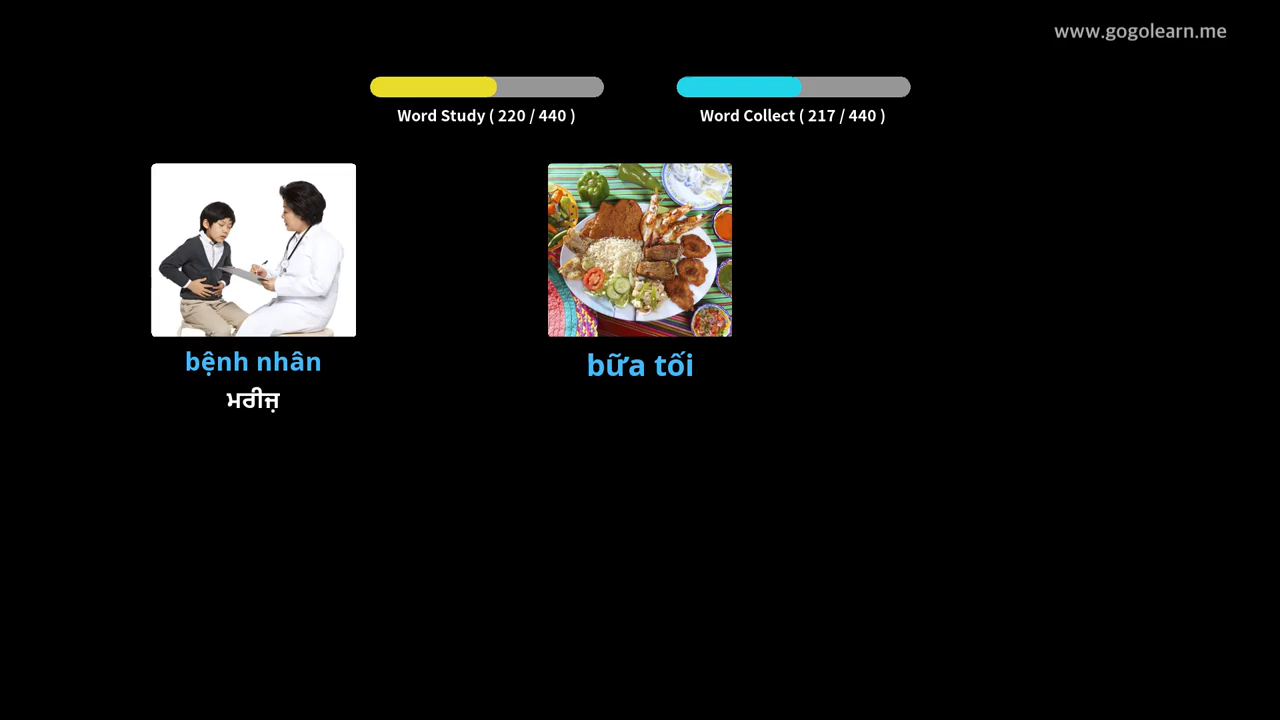 www.gogolearn.me
Word Study ( 220 / 440 )
Word Collect ( 217 / 440 )
bệnh nhân
ਮਰੀਜ਼
bữa tối